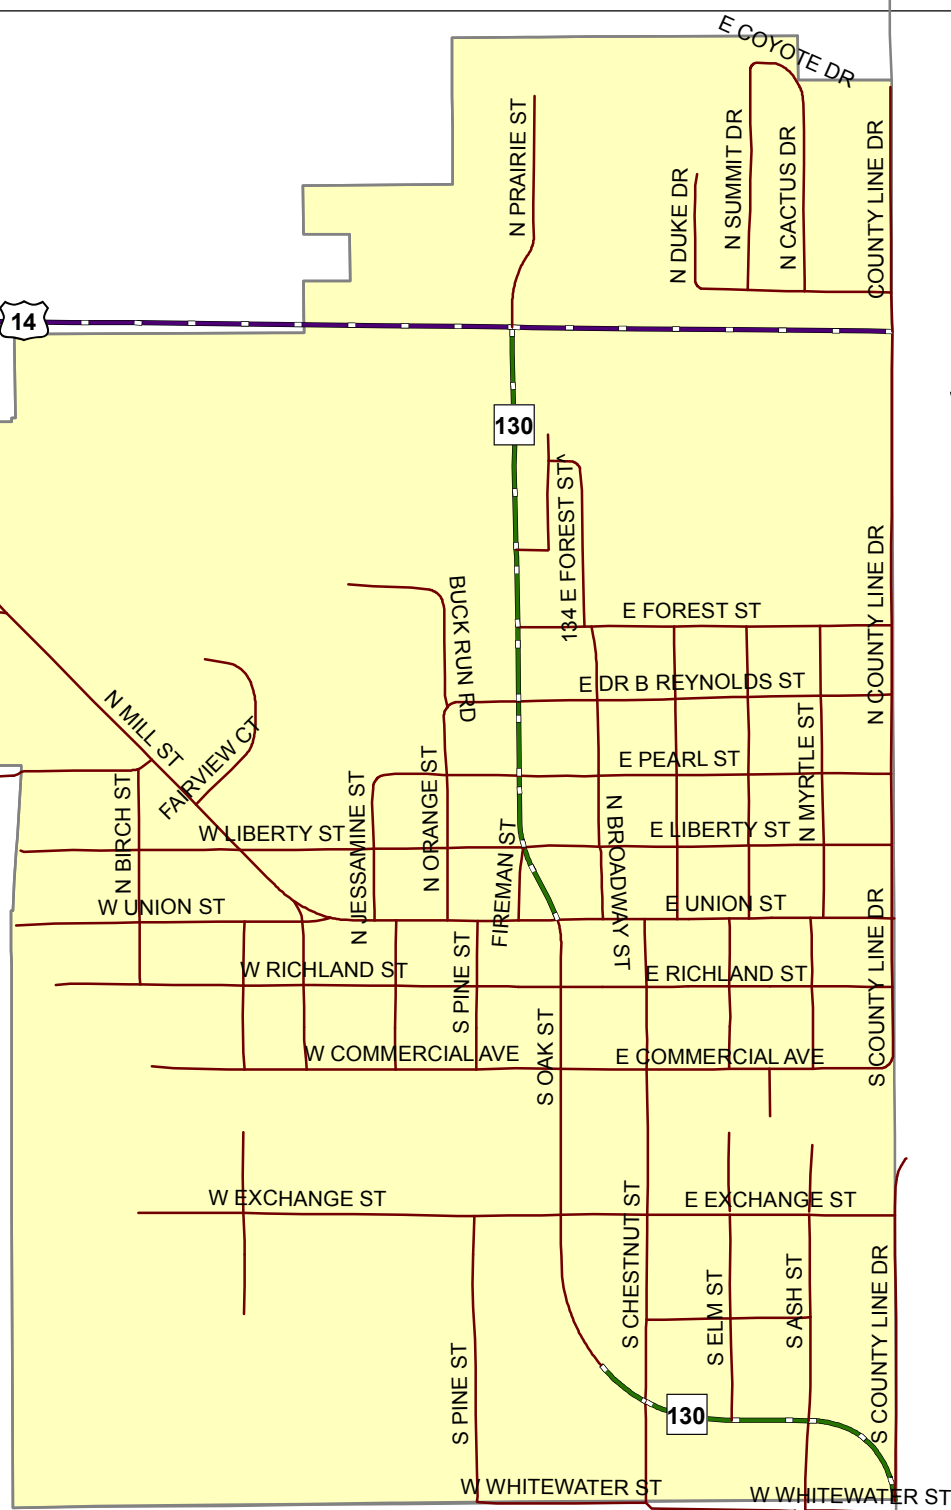 E COYOTE DR
N PRAIRIE ST
N SUMMIT DR
N CACTUS DR
COUNTY LINE DR
N DUKE DR
14
130
134 E FOREST ST^
N COUNTY LINE DR
BUCK RUN RD
E FOREST ST
E DR B REYNOLDS ST
N MILL ST
FAIRVIEW CT
N MYRTLE ST
E PEARL ST
N BIRCH ST
N JESSAMINE ST
N ORANGE ST
W LIBERTY ST
FIREMAN ST
N BROADWAY ST
E LIBERTY ST
W UNION ST
E UNION ST
S COUNTY LINE DR
W RICHLAND ST
S PINE ST
E RICHLAND ST
S OAK ST
W COMMERCIAL AVE
E COMMERCIAL AVE
W EXCHANGE ST
S CHESTNUT ST
E EXCHANGE ST
S ELM ST
S ASH ST
S COUNTY LINE DR
S PINE ST
130
W WHITEWATER ST
W WHITEWATER ST